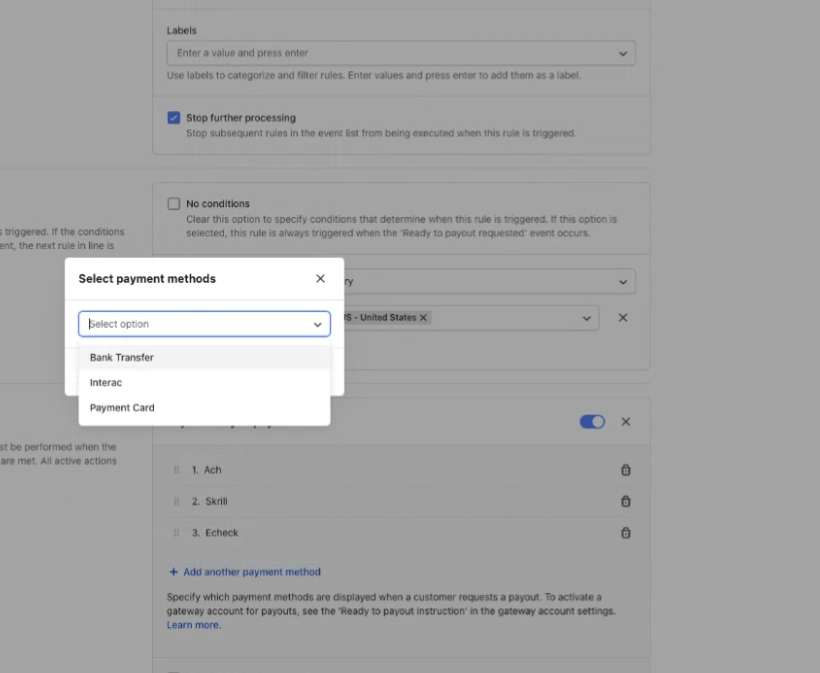 Labels
Enter a value and press enter
Use labels to categorize and filter rules. Enter values and press enter to add them as a label.
Stop further processing
Stop subsequent rules in the event list from being executed when this rule is triggered.
s triggered. If the conditions
ent, the next rule in line is
No conditions
Clear this option to specify conditions that determine when this rule is triggered. If this option is
selected, this rule is always triggered when the 'Ready to payout requested' event occurs.
ry
US - United States
Select payment methods
Select option
Bank Transfer
Interac
Payment Card
st be performed when the
are met. All active actions
1. Ach
2. Skrill
3. Echeck
+ Add another payment method
Specify which payment methods are displayed when a customer requests a payout. To activate a
gateway account for payouts, see the 'Ready to payout instruction' in the gateway account settings.
Learn more.